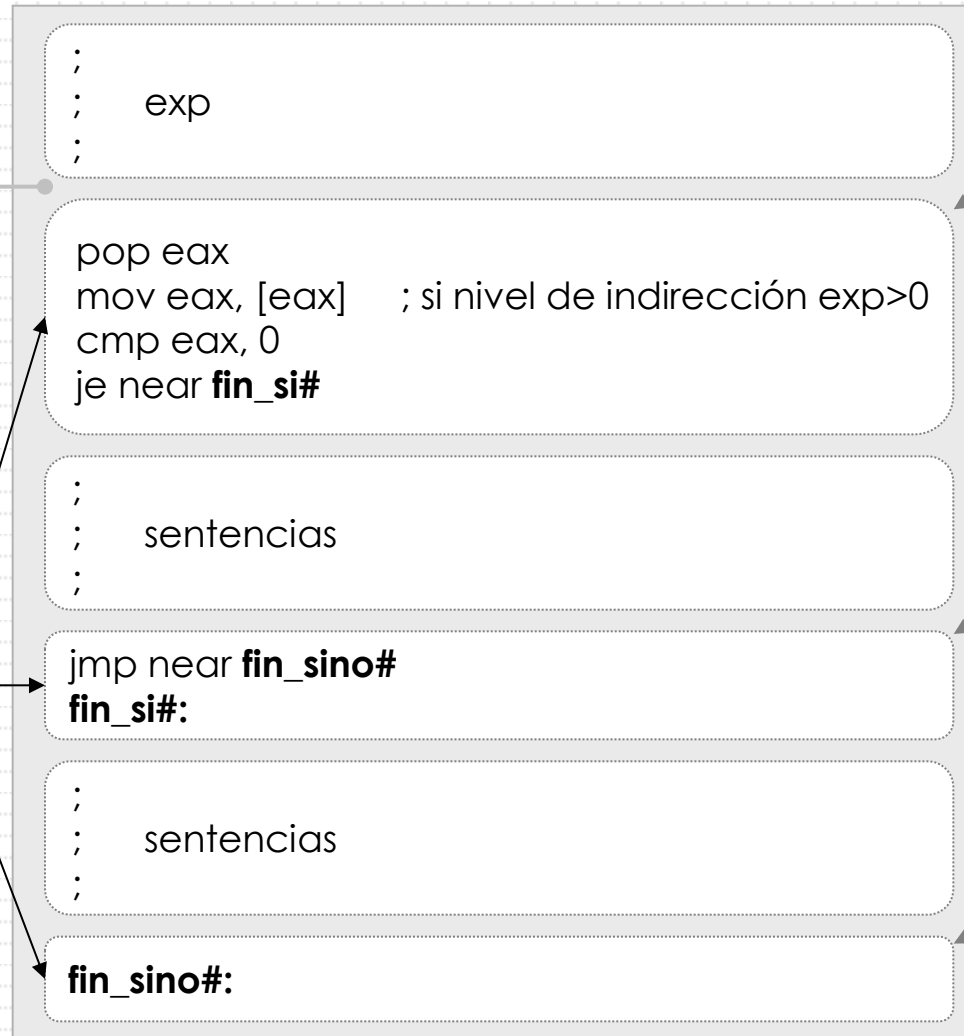 ;
;    exp
;
pop eax
mov eax, [eax]    ; si nivel de indirección exp>0
cmp eax, 0
je near fin_si#
;
;    sentencias
;
jmp near fin_sino#
fin_si#:
;
;    sentencias
;
fin_sino#: